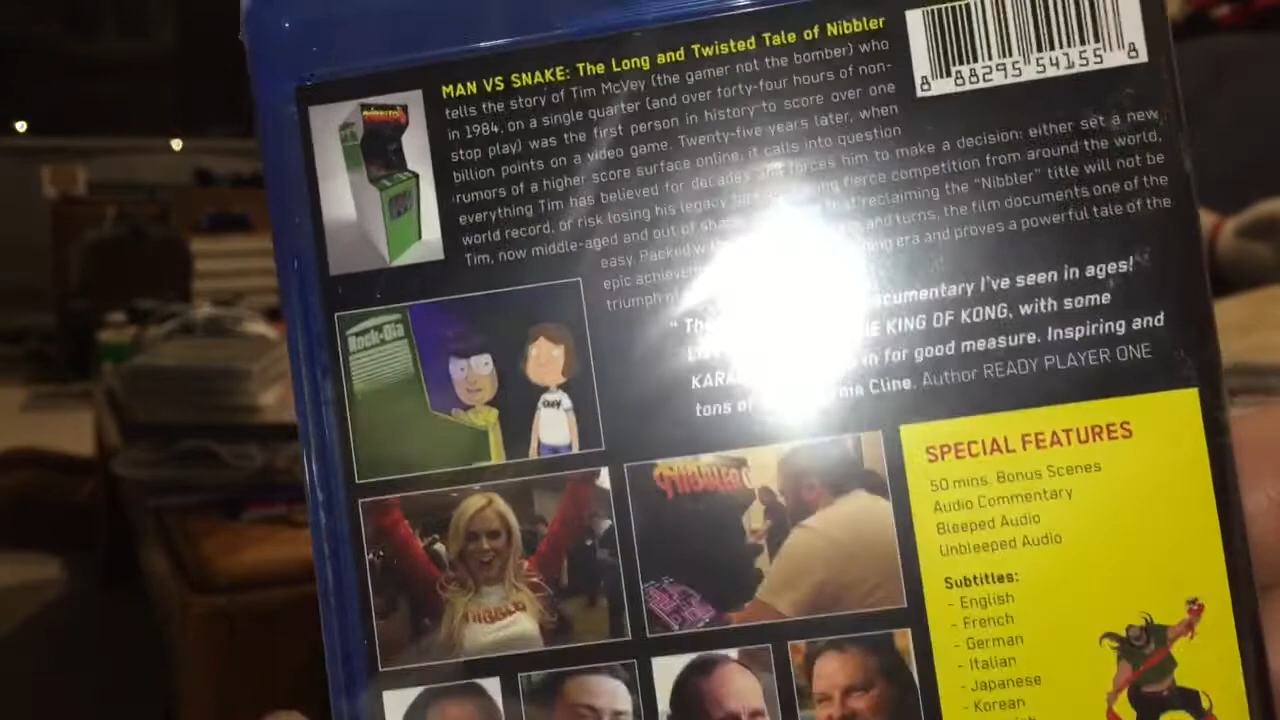 MAN VS SNAKE: The Long and Twisted Tale of Nibbler
tells the story of Tim McVey (the gamer not the bomber) who
in 1984, on a single quarter (and over forty-four hours of non-
stop play) was the first person in history to score over one
billion points on a video game. Twenty-five years later, when
rumors of a higher score surface online, it calls into question
everything Tim has believed for decades and forces him to make a decision: either set a new
world record, or risk losing his legacy fierce competition from around the world,
Tim, now middle-aged and out of reclaiming the "Nibbler" title will not be
easy. Packed and turns, the film documents one of the
epic era and proves a powerful tale of the
triumph
8 88295 54155 8
I've seen in ages!
KING OF KONG, with some
for good measure. Inspiring and
tons Cline. Author READY PLAYER ONE
Rock-Ola
NIBBLER
NIBBLER
SPECIAL FEATURES
50 mins. Bonus Scenes
Audio Commentary
Bleeped Audio
Unbleeped Audio
Subtitles:
- English
- French
- German
- Italian
- Japanese
- Korean